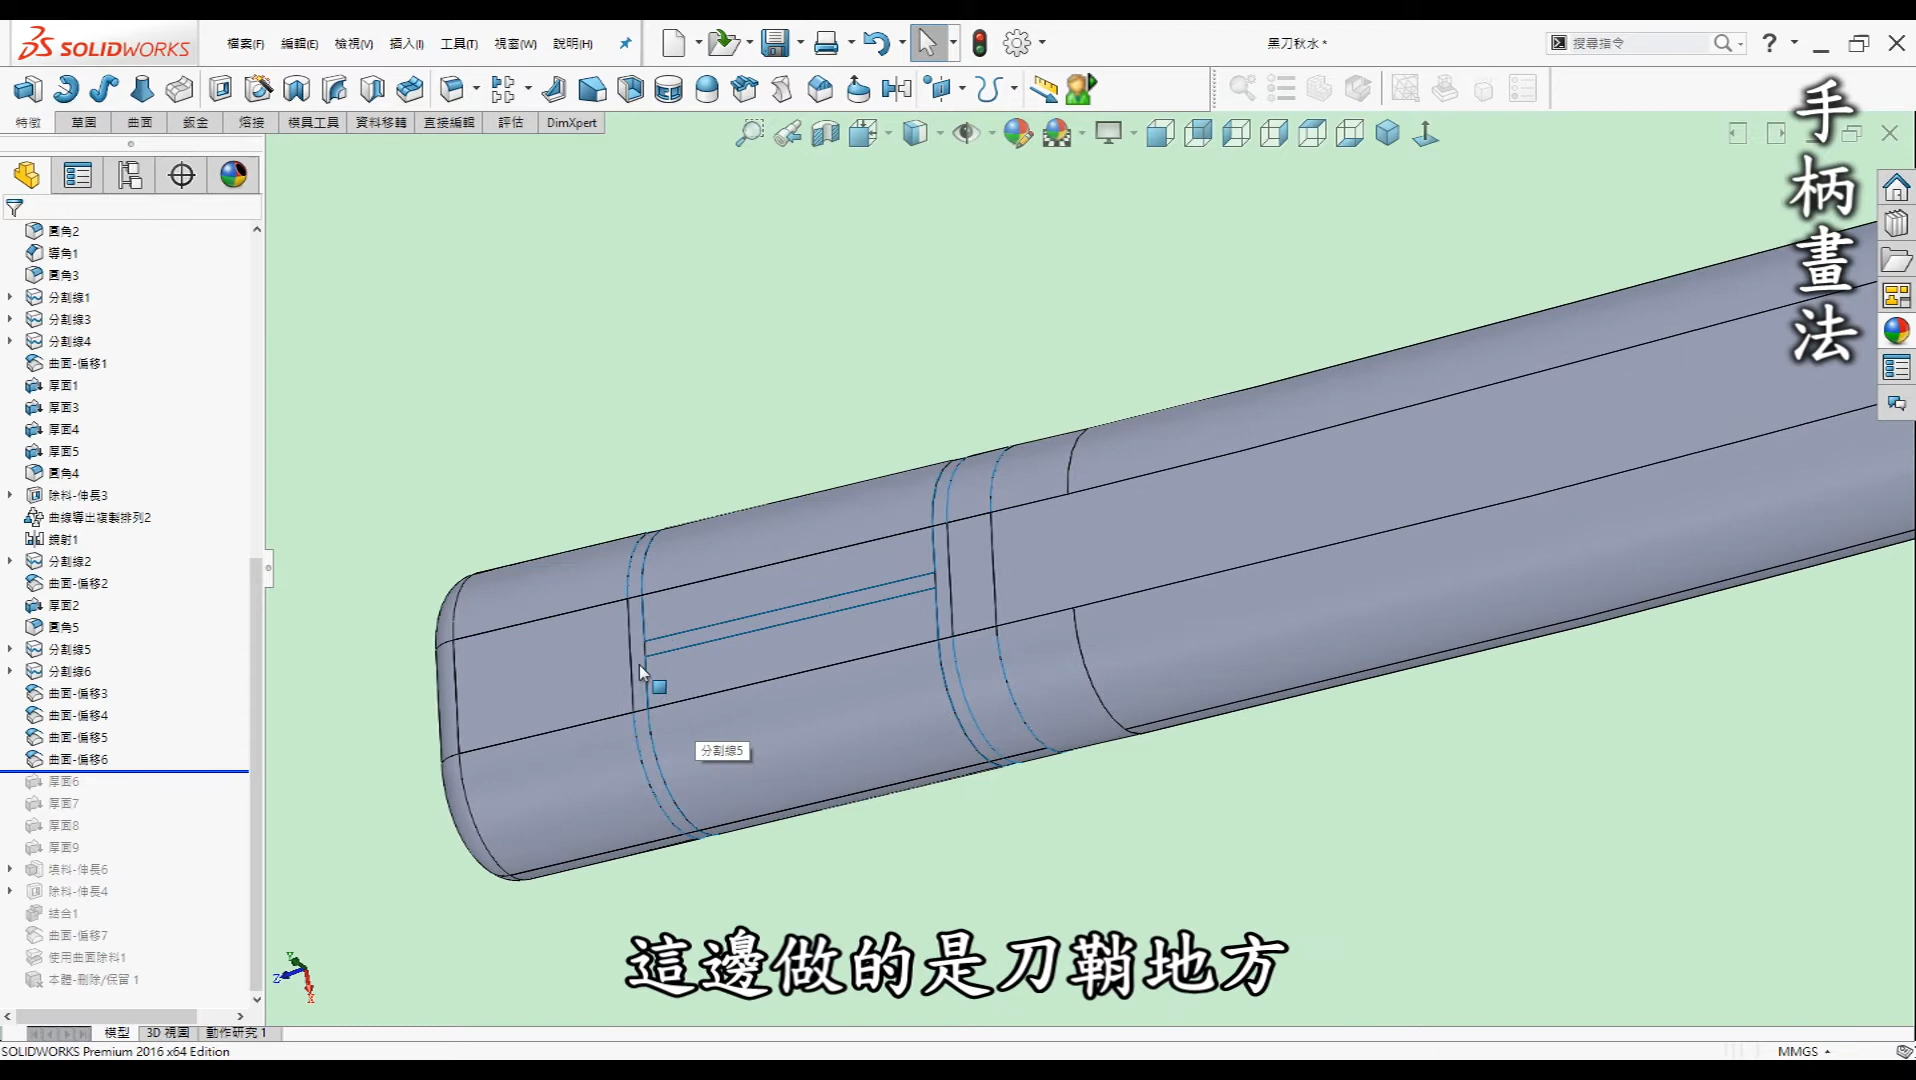 SOLIDWORKS
檔案(F) 編輯(E) 檢視(V) 插入(I) 工具(T) 視窗(W) 說明(H)
黑刀秋水 *
搜尋指令
特徵 草圖 曲面 鈑金 熔接 模具工具 資料移轉 直接編輯 評估 DimXpert
手柄畫法
圓角2
導角1
圓角3
分割線1
分割線3
分割線4
曲面-偏移1
厚面1
厚面3
厚面4
厚面5
圓角4
除料-伸長3
曲線導出複製排列2
鏡射1
分割線2
曲面-偏移2
厚面2
圓角5
分割線5
分割線6
曲面-偏移3
曲面-偏移4
曲面-偏移5
曲面-偏移6
厚面6
厚面7
厚面8
厚面9
填料-伸長6
除料-伸長4
結合1
曲面-偏移7
使用曲面除料1
本體-刪除/保留 1
分割線5
這邊做的是刀鞘地方
Y
Z
X
模型 3D 視圖 動作研究 1
SOLIDWORKS Premium 2016 x64 Edition
MMGS